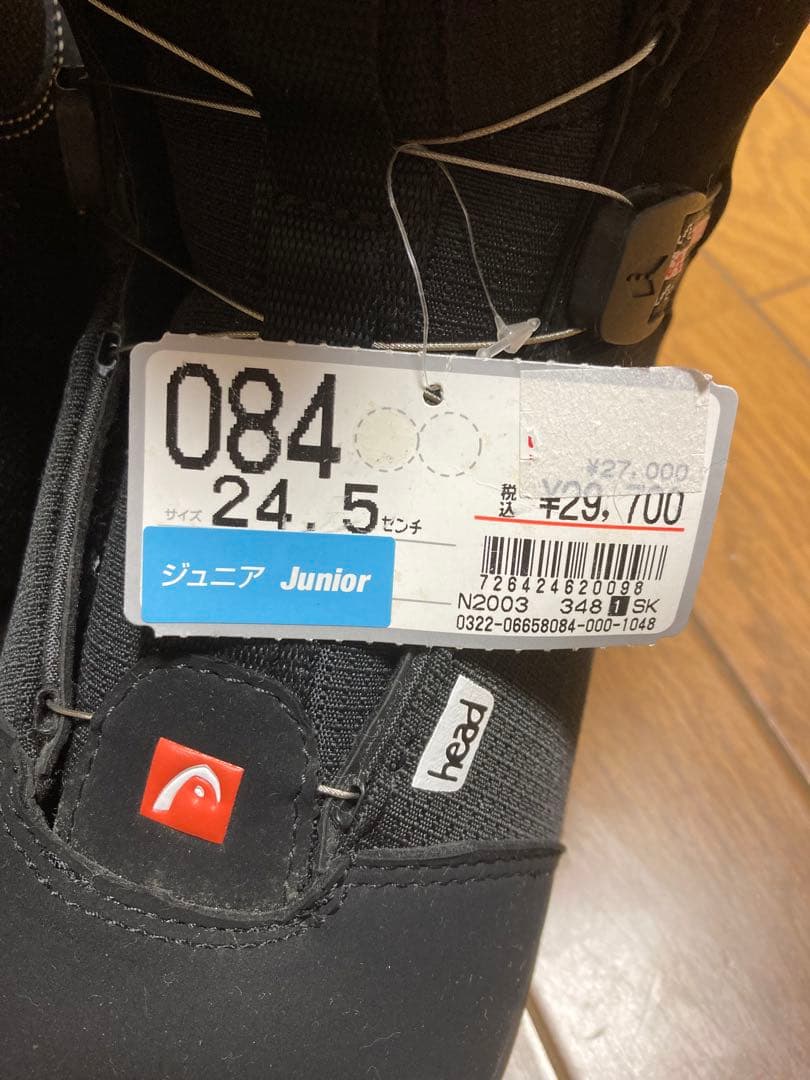 084
¥27,000
サイズ 24.5センチ
税込 ¥29,700
ジュニア Junior
726424620098
N2003 348 1 SK
0322-06658084-000-1048
head